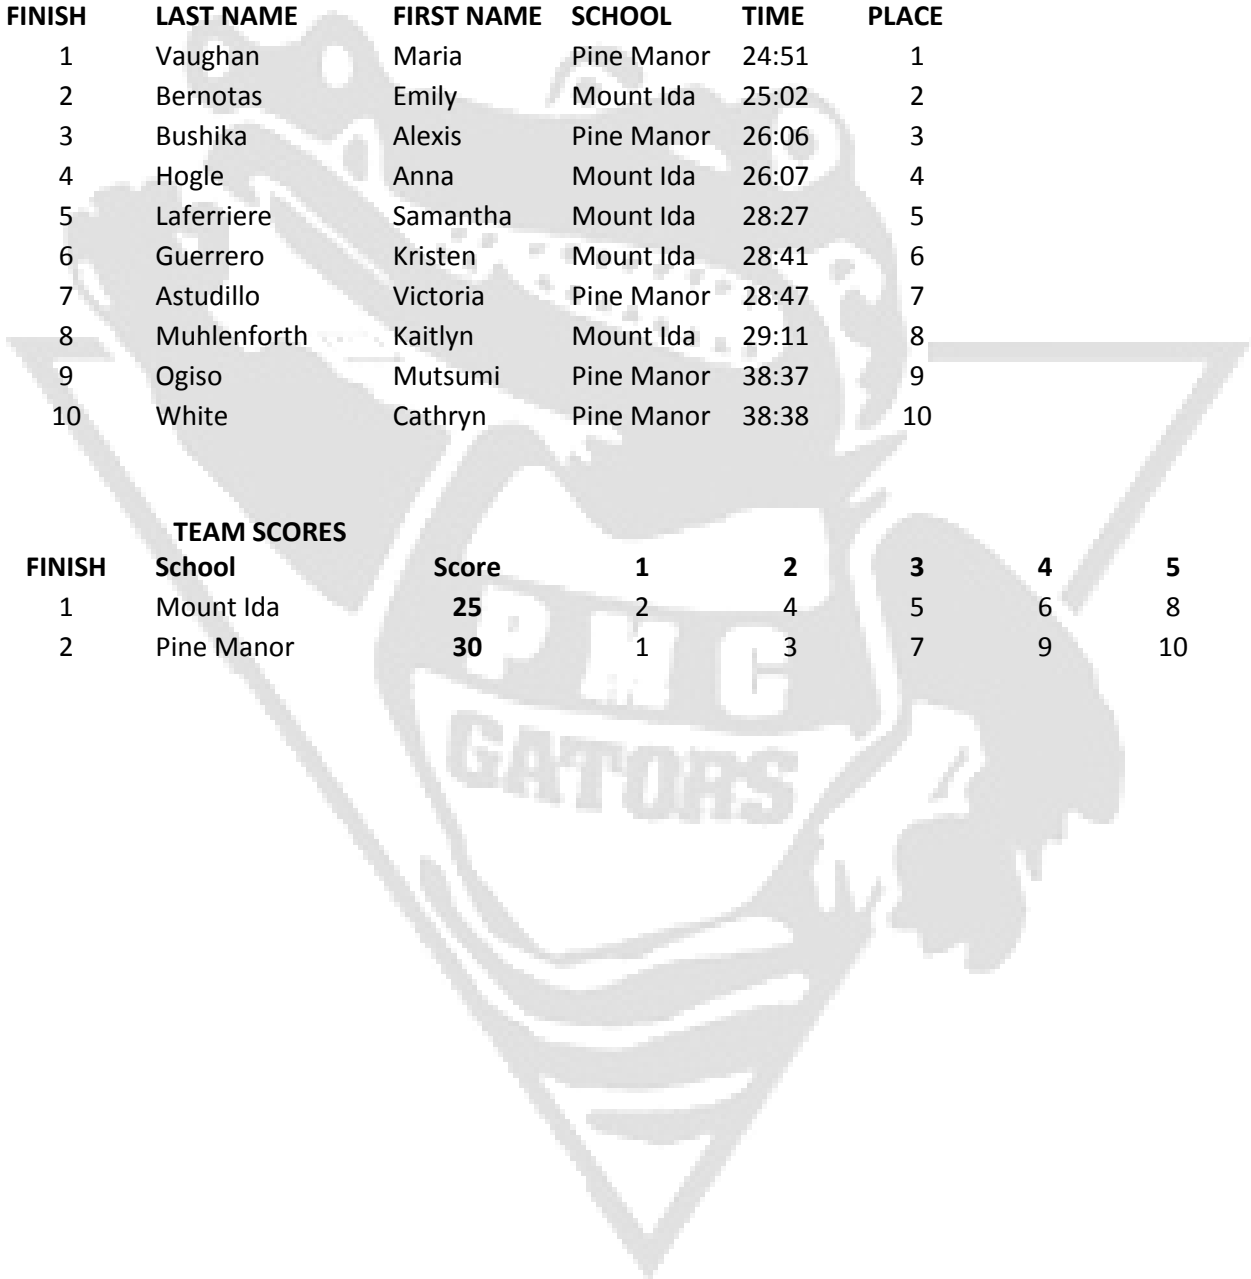 FINISH LAST NAME FIRST NAME SCHOOL TIME PLACE
1 Vaughan Maria Pine Manor 24:51 1
2 Bernotas Emily Mount Ida 25:02 2
3 Bushika Alexis Pine Manor 26:06 3
4 Hogle Anna Mount Ida 26:07 4
5 Laferriere Samantha Mount Ida 28:27 5
6 Guerrero Kristen Mount Ida 28:41 6
7 Astudillo Victoria Pine Manor 28:47 7
8 Muhlenforth Kaitlyn Mount Ida 29:11 8
9 Ogiso Mutsumi Pine Manor 38:37 9
10 White Cathryn Pine Manor 38:38 10
TEAM SCORES
FINISH School Score 1 2 3 4 5
1 Mount Ida 25 2 4 5 6 8
2 Pine Manor 30 1 3 7 9 10
PMC
GATORS